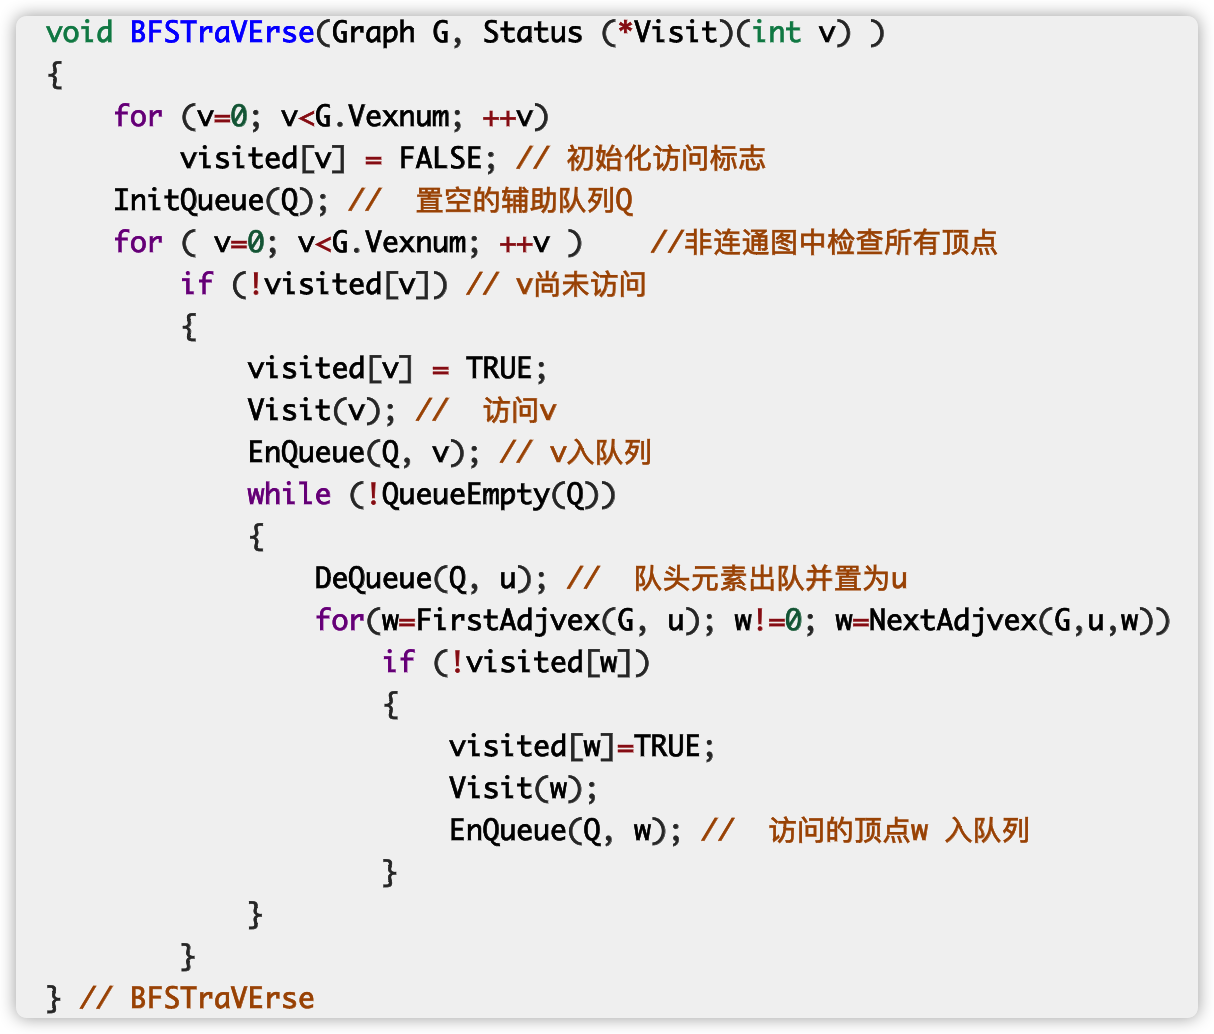 void BFSTraVErse(Graph G, Status (*Visit)(int v) )
{
    for (v=0; v<G.Vexnum; ++v)
        visited[v] = FALSE; // 初始化访问标志
    InitQueue(Q); //  置空的辅助队列Q
    for ( v=0; v<G.Vexnum; ++v )    //非连通图中检查所有顶点
        if (!visited[v]) // v尚未访问
        {
            visited[v] = TRUE;
            Visit(v); //  访问v
            EnQueue(Q, v); // v入队列
            while (!QueueEmpty(Q))
            {
                DeQueue(Q, u); //  队头元素出队并置为u
                for(w=FirstAdjvex(G, u); w!=0; w=NextAdjvex(G,u,w))
                    if (!visited[w])
                    {
                        visited[w]=TRUE;
                        Visit(w);
                        EnQueue(Q, w); //  访问的顶点w 入队列
                    }
            }
        }
} // BFSTraVErse